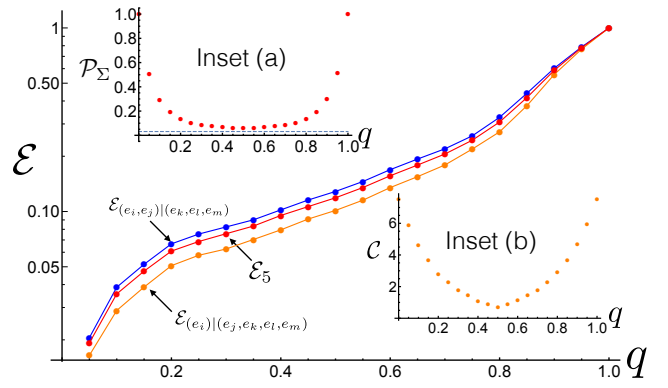 1
0.50
0.10
0.05
ℰ
0.2
0.4
0.6
0.8
1.0
q
ℰ(e_i,e_j)|(e_k,e_l,e_m)
ℰ_5
ℰ(e_i)|(e_j,e_k,e_l,e_m)
1.0
0.8
0.6
0.4
0.2
𝒫_Σ
Inset (a)
0.2
0.4
0.6
0.8
1.0
q
6
4
2
𝒞
Inset (b)
0.2
0.4
0.6
0.8
1.0
q